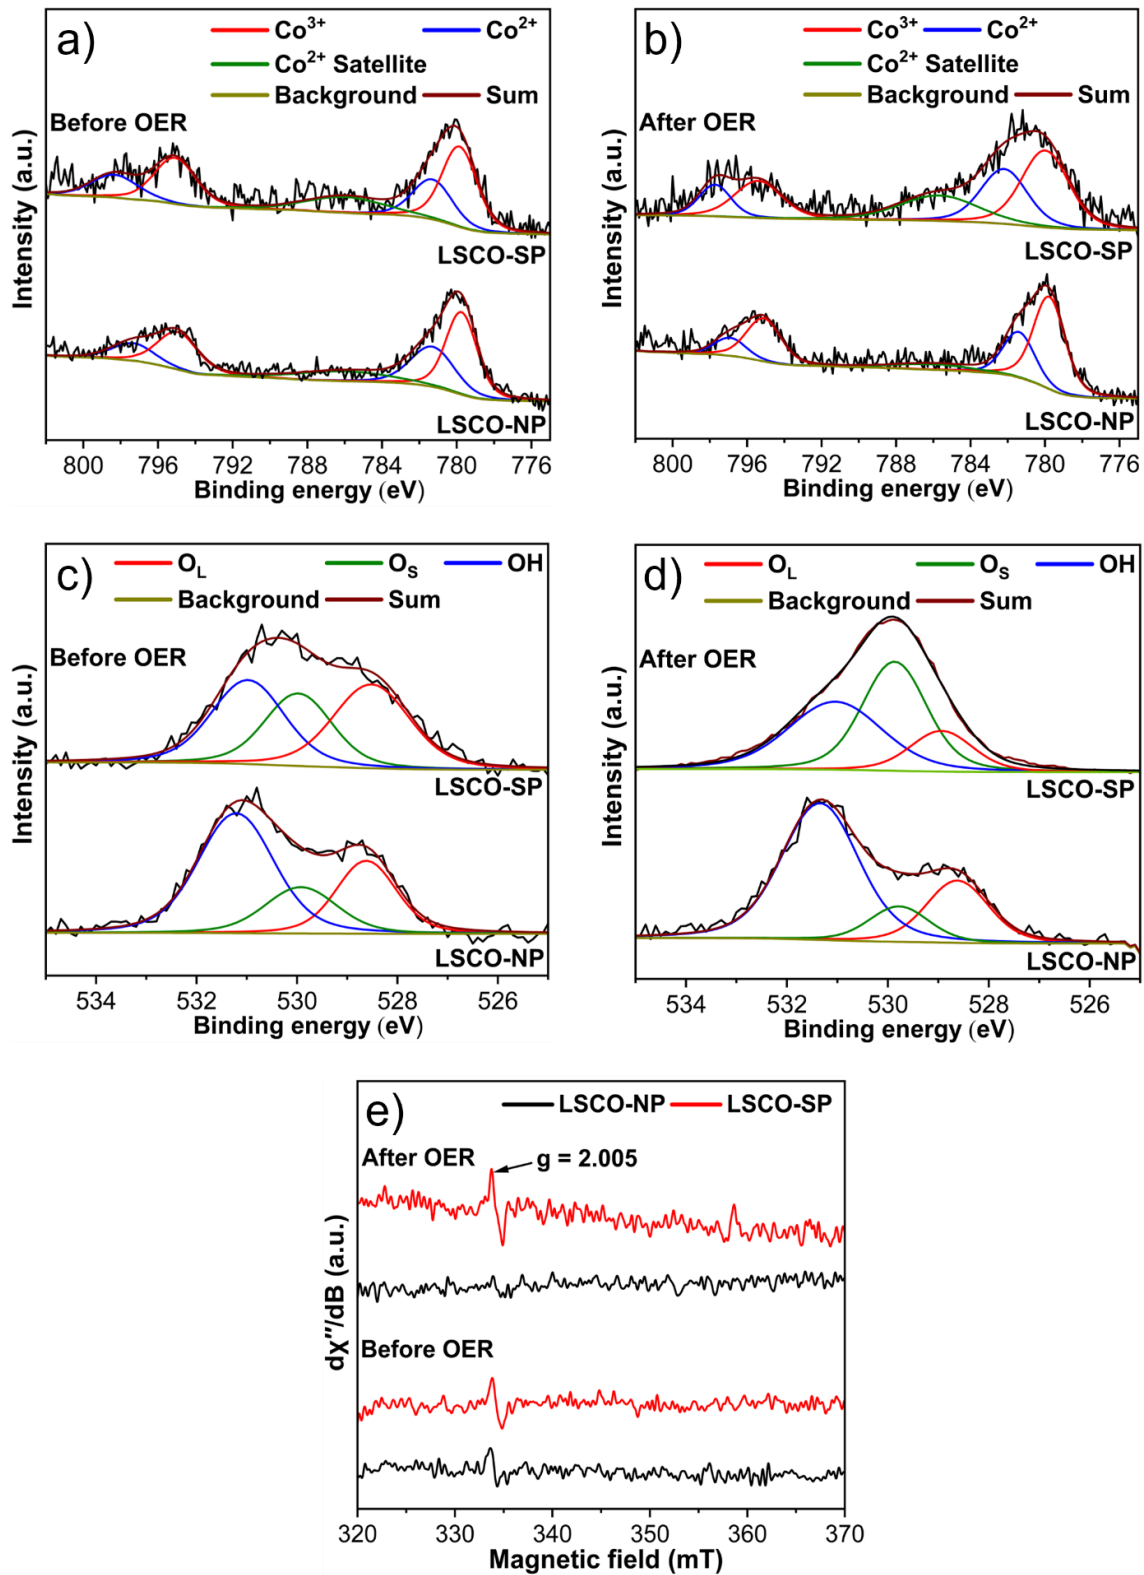 a)
Co³⁺ Co²⁺
Co²⁺ Satellite
Background Sum
Before OER
LSCO-SP
LSCO-NP
Intensity (a.u.)
800 796 792 788 784 780 776
Binding energy (eV)
b)
Co³⁺ Co²⁺
Co²⁺ Satellite
Background Sum
After OER
LSCO-SP
LSCO-NP
Intensity (a.u.)
800 796 792 788 784 780 776
Binding energy (eV)
c)
O_L O_S OH
Background Sum
Before OER
LSCO-SP
LSCO-NP
Intensity (a.u.)
534 532 530 528 526
Binding energy (eV)
d)
O_L O_S OH
Background Sum
After OER
LSCO-SP
LSCO-NP
Intensity (a.u.)
534 532 530 528 526
Binding energy (eV)
e)
LSCO-NP LSCO-SP
After OER
g = 2.005
Before OER
dχ″/dB (a.u.)
320 330 340 350 360 370
Magnetic field (mT)